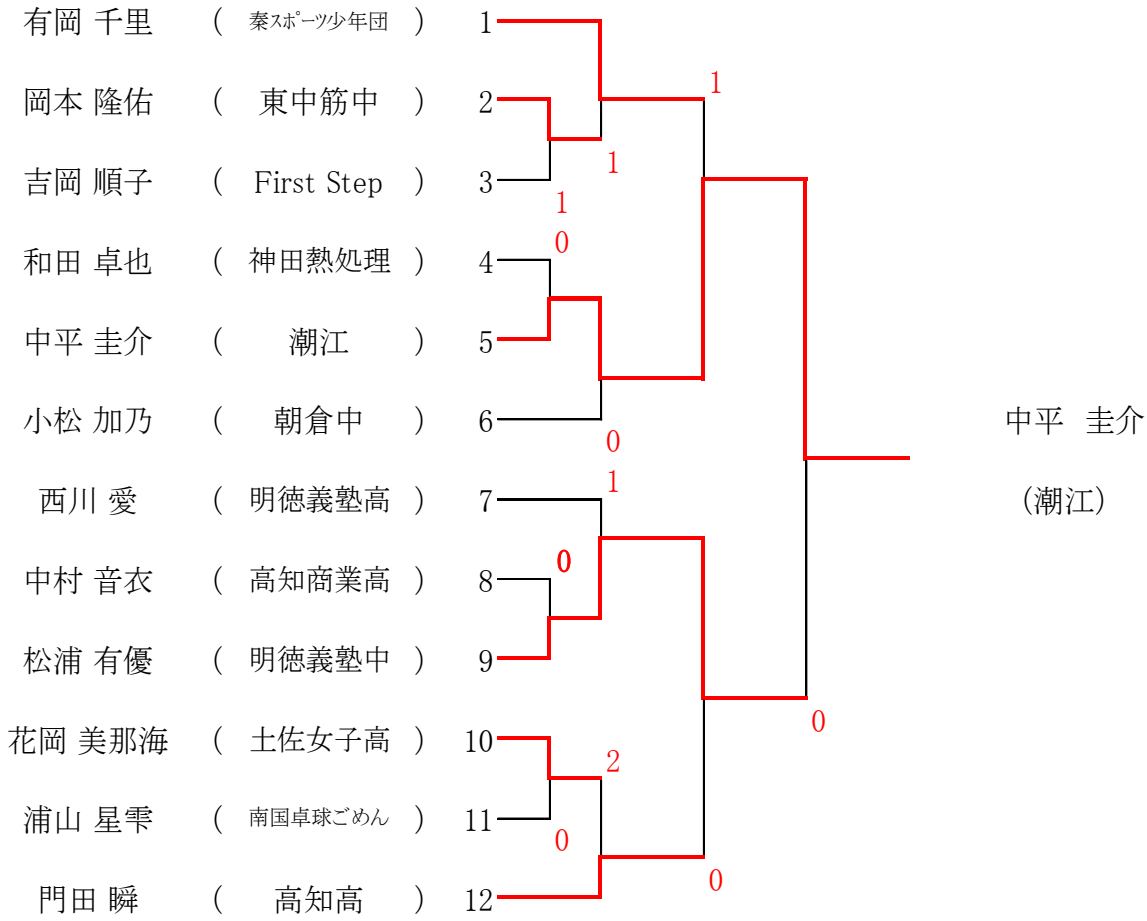 有岡 千里 ( 秦スポーツ少年団 ) 1
1
岡本 隆佑 ( 東中筋中 ) 2
1
吉岡 順子 ( First Step ) 3
1
0
和田 卓也 ( 神田熱処理 ) 4
中平 圭介 ( 潮江 ) 5
小松 加乃 ( 朝倉中 ) 6
中平 圭介
0
1
西川 愛 ( 明徳義塾高 ) 7
(潮江)
0
中村 音衣 ( 高知商業高 ) 8
松浦 有優 ( 明徳義塾中 ) 9
0
花岡 美那海 ( 土佐女子高 ) 10
2
浦山 星雫 ( 南国卓球ごめん ) 11
0
0
門田 瞬 ( 高知高 ) 12